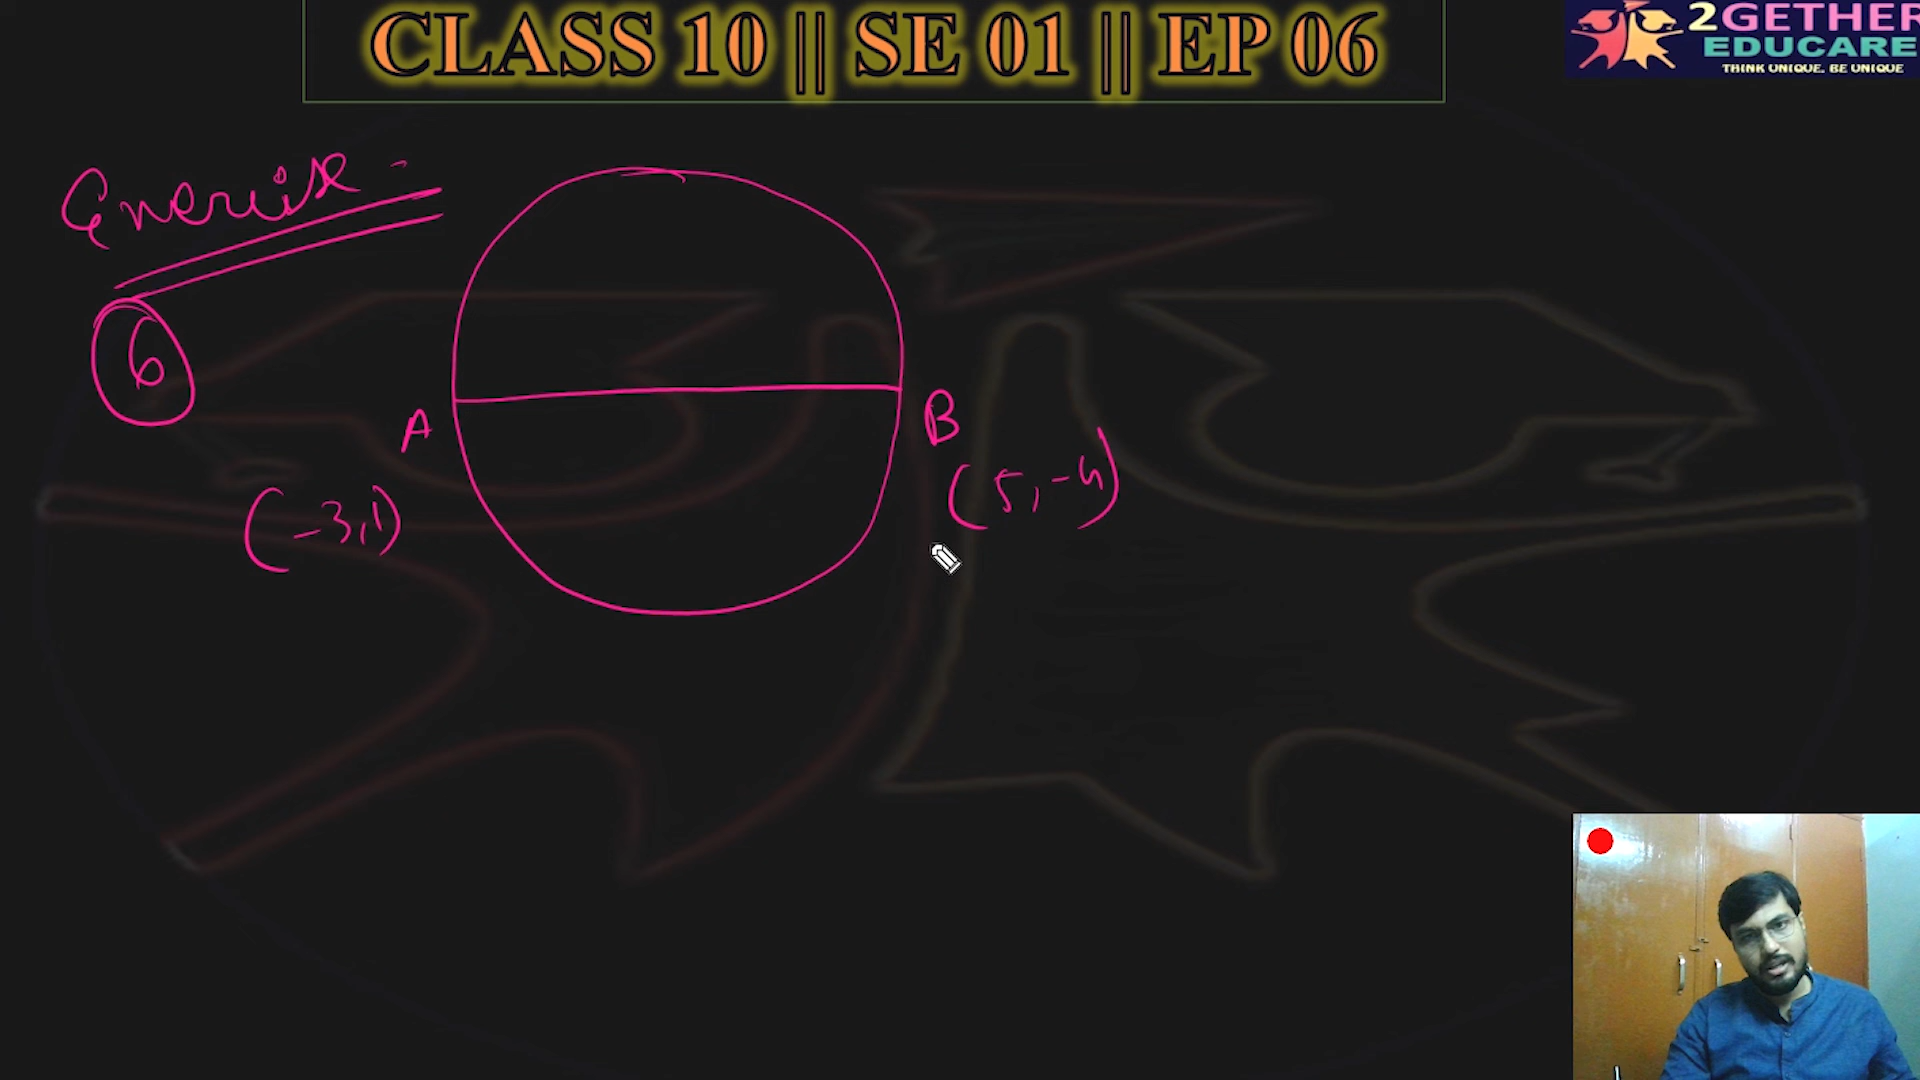 CLASS 10 || SE 01 || EP 06
2GETHER
EDUCARE
THINK UNIQUE. BE UNIQUE
Exercise -
6
A
B
(-3,1)
(5,-4)